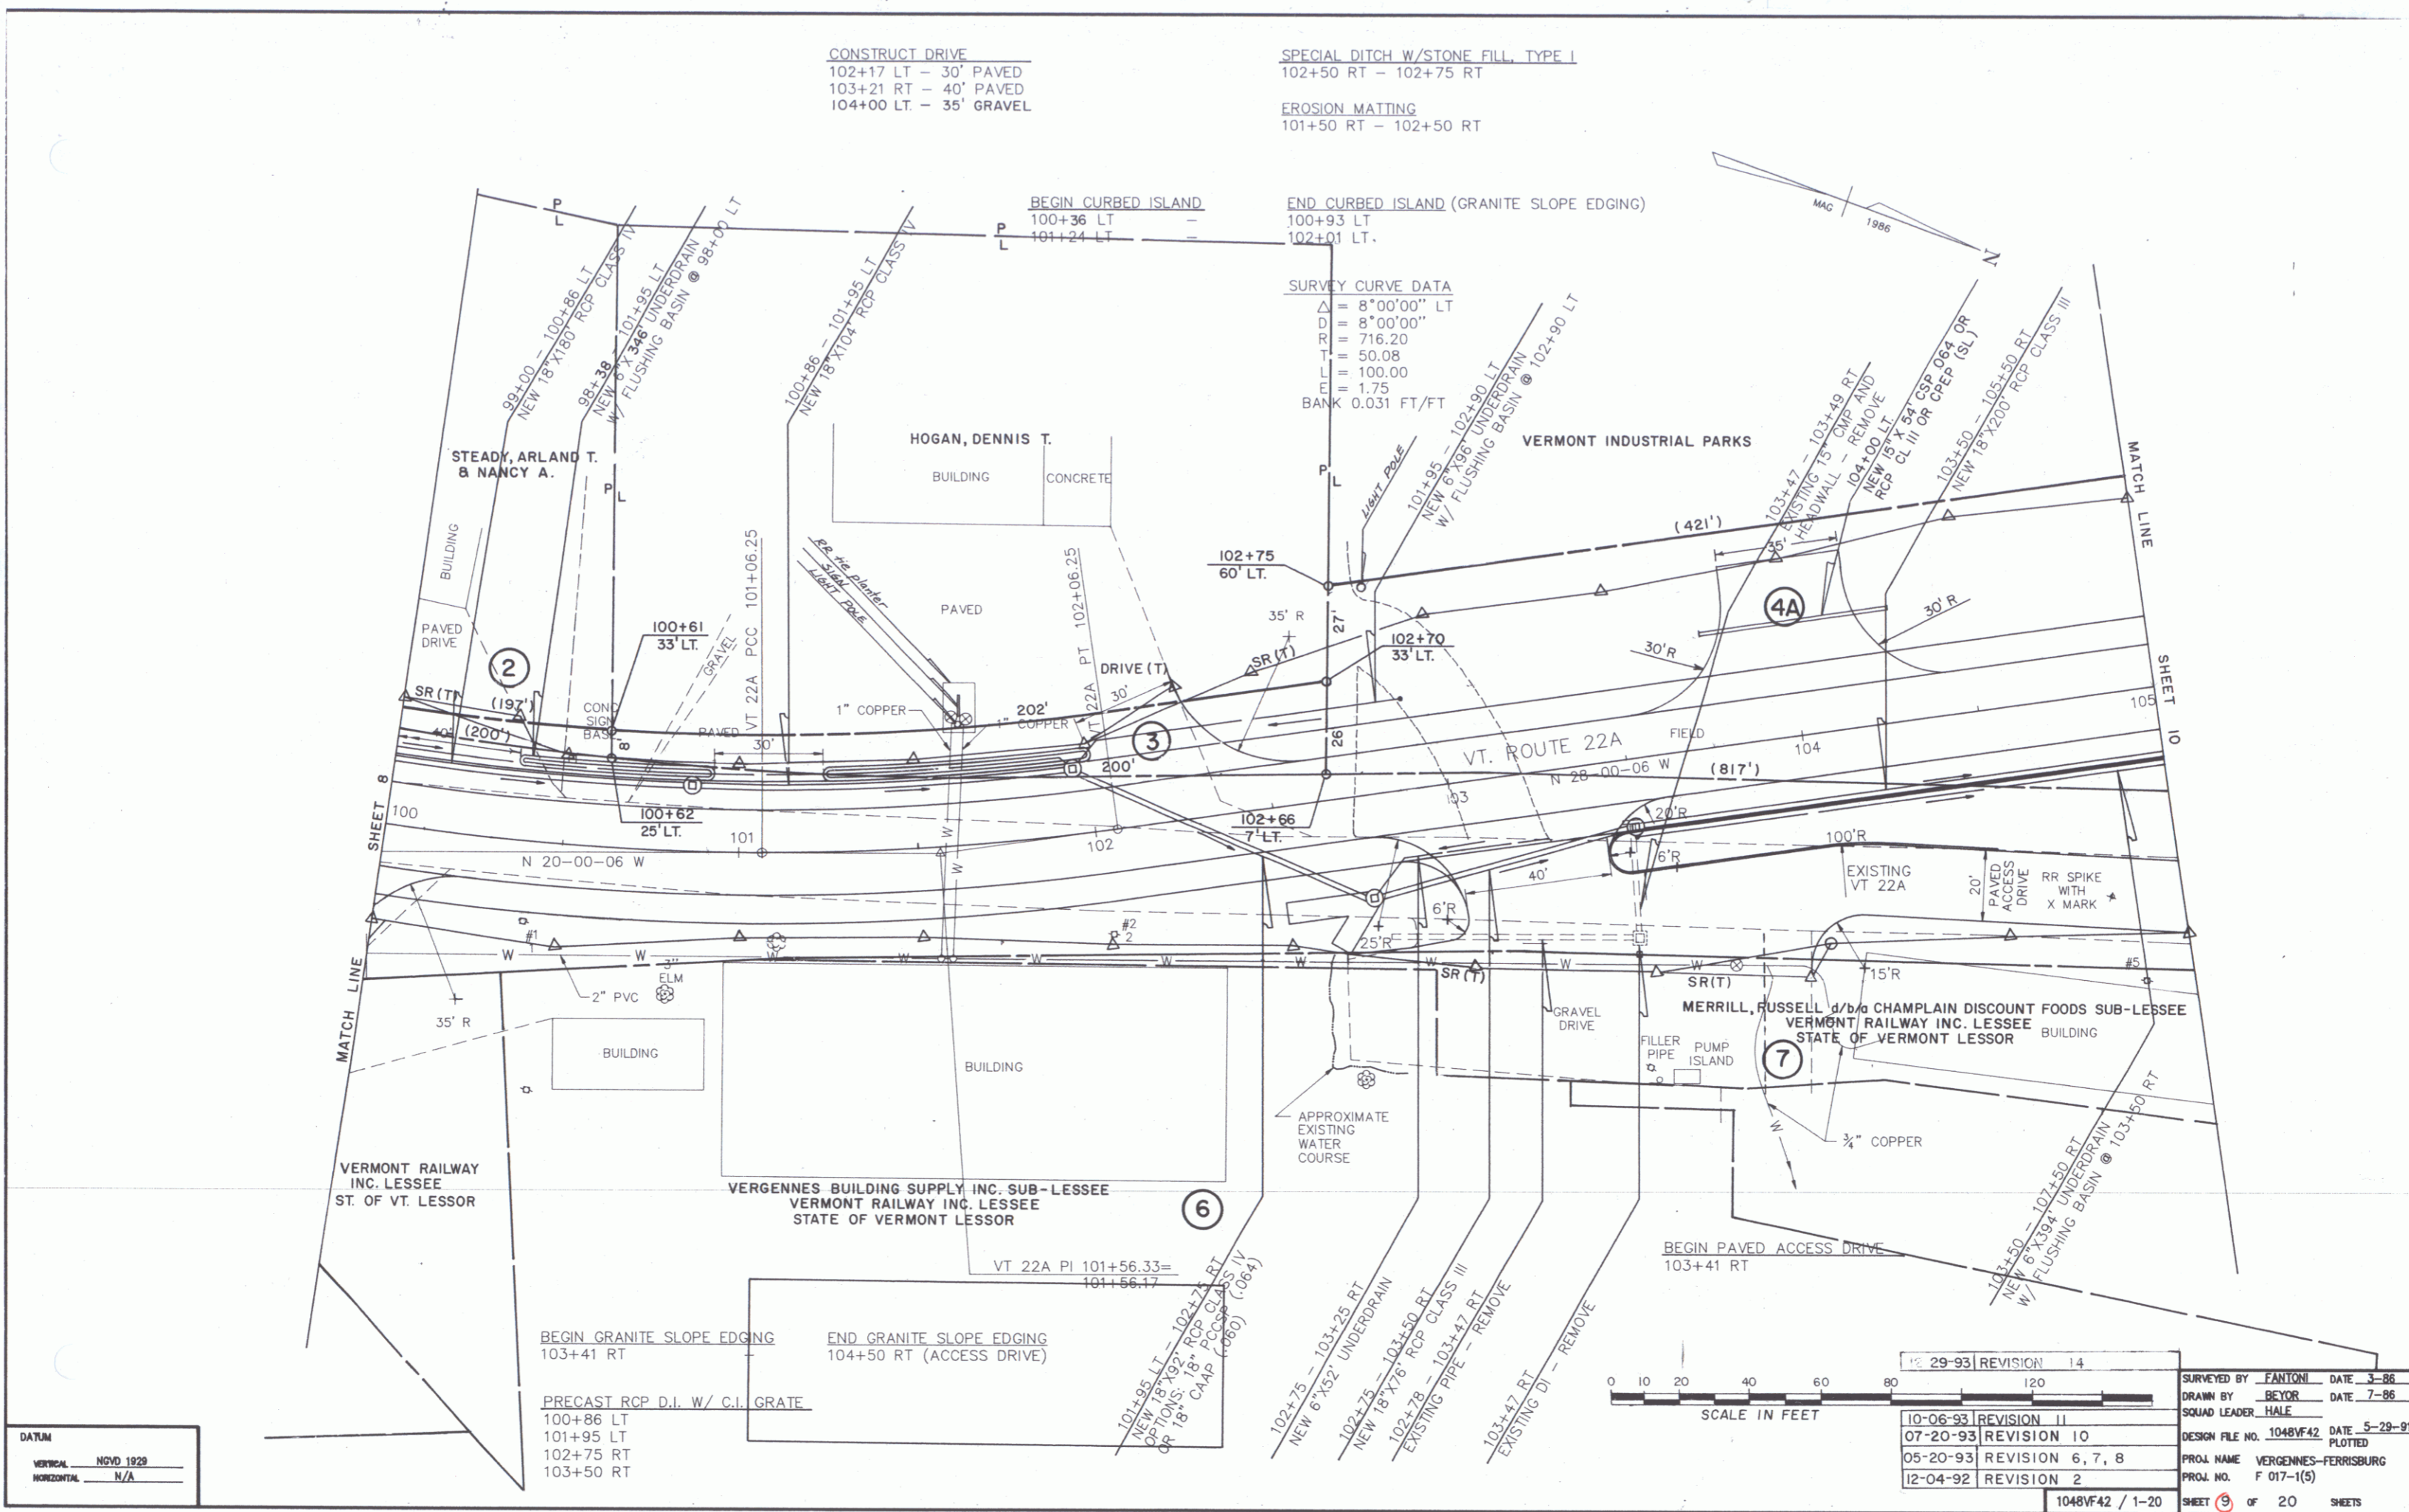 CONSTRUCT DRIVE
102+17 LT - 30' PAVED
103+21 RT - 40' PAVED
104+00 LT. - 35' GRAVEL
SPECIAL DITCH W/STONE FILL, TYPE I
102+50 RT - 102+75 RT
EROSION MATTING
101+50 RT - 102+50 RT
BEGIN CURBED ISLAND
100+36 LT -
101+24 LT -
END CURBED ISLAND (GRANITE SLOPE EDGING)
100+93 LT
102+01 LT.
MAG
1986
N
SURVEY CURVE DATA
Δ = 8°00'00" LT
D = 8°00'00"
R = 716.20
T = 50.08
L = 100.00
E = 1.75
BANK 0.031 FT/FT
P
L
P
L
P
L
P
L
99+00 - 100+86 LT
NEW 18"X180' RCP CLASS IV
98+38 - 101+95 LT
NEW 6"X 346' UNDERDRAIN
W/ FLUSHING BASIN @ 98+00 LT
100+86 - 101+95 LT
NEW 18"X104' RCP CLASS IV
LIGHT POLE
101+95 - 102+90 LT
NEW 6"X96' UNDERDRAIN
W/ FLUSHING BASIN @ 102+90 LT
103+47 - 103+49 RT
EXISTING 15" CMP AND
HEADWALL - REMOVE
104+00 LT.
NEW 15" X 54' CSP .064 OR
RCP CL III OR CPEP (SL)
103+50 - 105+50 RT
NEW 18"X200' RCP CLASS III
STEADY, ARLAND T.
& NANCY A.
HOGAN, DENNIS T.
BUILDING
CONCRETE
VERMONT INDUSTRIAL PARKS
MATCH LINE
SHEET 10
BUILDING
PAVED
DRIVE
2
100+61
33' LT.
GRAVEL
VT 22A PCC 101+06.25
RR tie planter
SIGN
LIGHT POLE
PAVED
VT 22A PT 102+06.25
102+75
60' LT.
(421')
35'
4A
30' R
30'R
35' R
27'
102+70
33' LT.
SR(T)
DRIVE (T)
30'
SR(T)
(197')
CONC
SIGN
BASE
PAVED
30'
1" COPPER
202'
1" COPPER
3
40'
(200')
8
200'
26'
VT. ROUTE 22A
FIELD
104
105
N 28-00-06 W
(817')
100
100+62
25' LT.
101
102
102+66
7' LT.
103
N 20-00-06 W
SHEET 8
MATCH LINE
W
W
20'R
6'R
100'R
EXISTING
VT 22A
20'
PAVED
ACCESS
DRIVE
RR SPIKE
WITH
X MARK
40'
6'R
25'R
#1
#2
2
W
W
W
W
W
W
W
W
W
W
3"
ELM
2" PVC
35' R
SR(T)
SR(T)
15'R
#5
BUILDING
BUILDING
GRAVEL
DRIVE
FILLER
PIPE
PUMP
ISLAND
MERRILL, RUSSELL d/b/a CHAMPLAIN DISCOUNT FOODS SUB-LESSEE
VERMONT RAILWAY INC. LESSEE
STATE OF VERMONT LESSOR
BUILDING
7
APPROXIMATE
EXISTING
WATER
COURSE
W
¾" COPPER
VERMONT RAILWAY
INC. LESSEE
ST. OF VT. LESSOR
VERGENNES BUILDING SUPPLY INC. SUB-LESSEE
VERMONT RAILWAY INC. LESSEE
STATE OF VERMONT LESSOR
6
VT 22A PI 101+56.33=
101+56.17
101+95 LT - 102+75 RT
NEW 18"X92' RCP CLASS IV
OPTIONS: 18" PCCSP (.064)
OR 18" CAAP (.060)
102+75 - 103+25 RT
NEW 6"X52' UNDERDRAIN
102+75 - 103+50 RT
NEW 18"X76' RCP CLASS III
102+78 - 103+47 RT
EXISTING PIPE - REMOVE
103+47 RT
EXISTING DI - REMOVE
BEGIN PAVED ACCESS DRIVE
103+41 RT
103+50 - 107+50 RT
NEW 6"X394' UNDERDRAIN
W/ FLUSHING BASIN @ 103+50 RT
BEGIN GRANITE SLOPE EDGING
103+41 RT -
END GRANITE SLOPE EDGING
104+50 RT (ACCESS DRIVE)
PRECAST RCP D.I. W/ C.I. GRATE
100+86 LT
101+95 LT
102+75 RT
103+50 RT
DATUM
VERTICAL NGVD 1929
HORIZONTAL N/A
0 10 20 40 60 80 120
SCALE IN FEET
12 29-93 REVISION 14
10-06-93 REVISION 11
07-20-93 REVISION 10
05-20-93 REVISION 6, 7, 8
12-04-92 REVISION 2
1048VF42 / 1-20
SURVEYED BY FANTONI DATE 3-86
DRAWN BY BEYOR DATE 7-86
SQUAD LEADER HALE
DESIGN FILE NO. 1048VF42 DATE PLOTTED 5-29-91
PROJ. NAME VERGENNES-FERRISBURG
PROJ. NO. F 017-1(5)
SHEET 9 OF 20 SHEETS